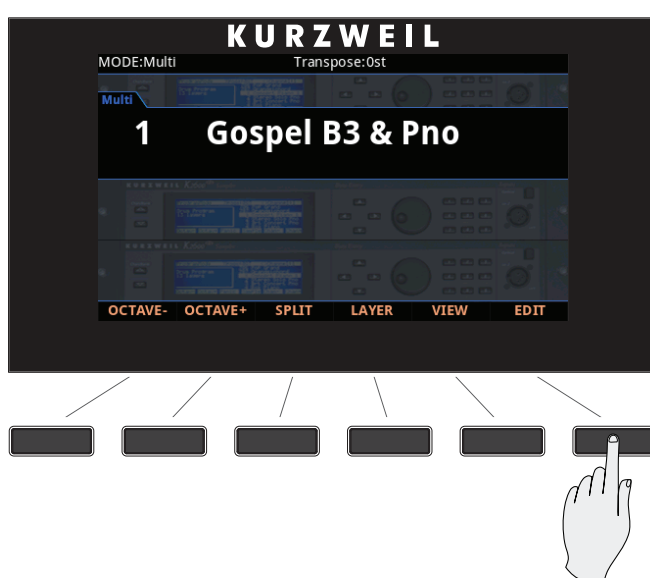 KURZWEIL
MODE:Multi Transpose:0st
Multi
1 Gospel B3 & Pno
OCTAVE- OCTAVE+ SPLIT LAYER VIEW EDIT